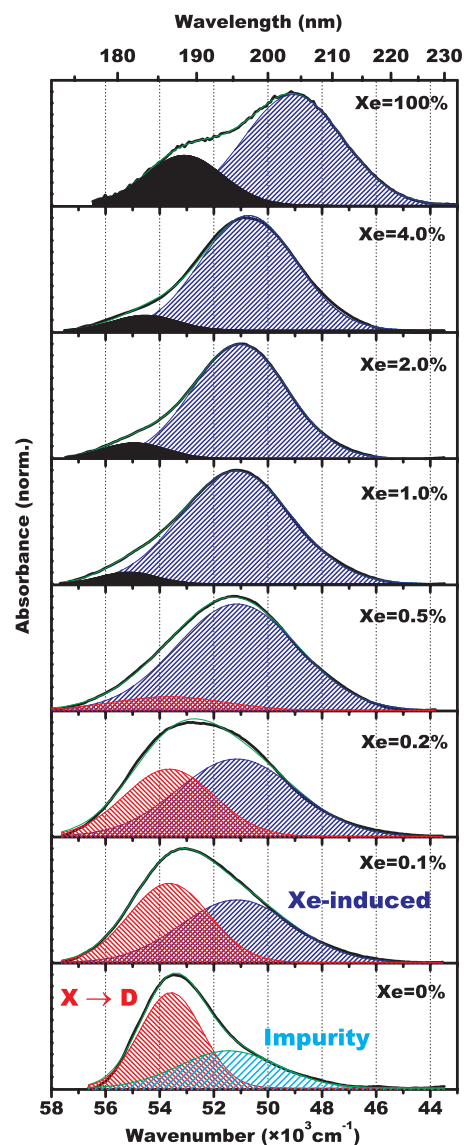 Wavelength (nm)
180 190 200 210 220 230
Xe=100%
Xe=4.0%
Xe=2.0%
Xe=1.0%
Xe=0.5%
Xe=0.2%
Xe=0.1%
Xe-induced
Xe=0%
X → D
Impurity
Absorbance (norm.)
58 56 54 52 50 48 46 44
Wavenumber (×10³cm⁻¹)